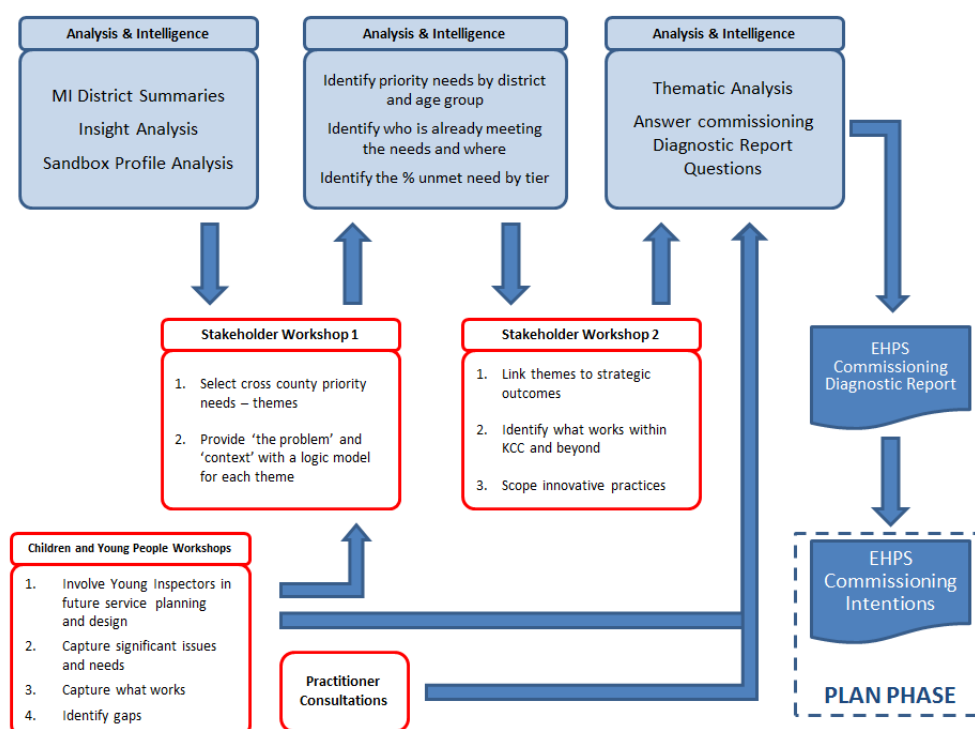 Analysis & Intelligence
MI District Summaries
Insight Analysis
Sandbox Profile Analysis
Analysis & Intelligence
Identify priority needs by district
and age group
Identify who is already meeting
the needs and where
Identify the % unmet need by tier
Analysis & Intelligence
Thematic Analysis
Answer commissioning
Diagnostic Report
Questions
Stakeholder Workshop 1
1. Select cross county priority
needs – themes
2. Provide ‘the problem’ and
‘context’ with a logic model
for each theme
Stakeholder Workshop 2
1. Link themes to strategic
outcomes
2. Identify what works within
KCC and beyond
3. Scope innovative practices
EHPS
Commissioning
Diagnostic Report
Children and Young People Workshops
1. Involve Young Inspectors in
future service planning
and design
2. Capture significant issues
and needs
3. Capture what works
4. Identify gaps
Practitioner
Consultations
EHPS
Commissioning
Intentions
PLAN PHASE